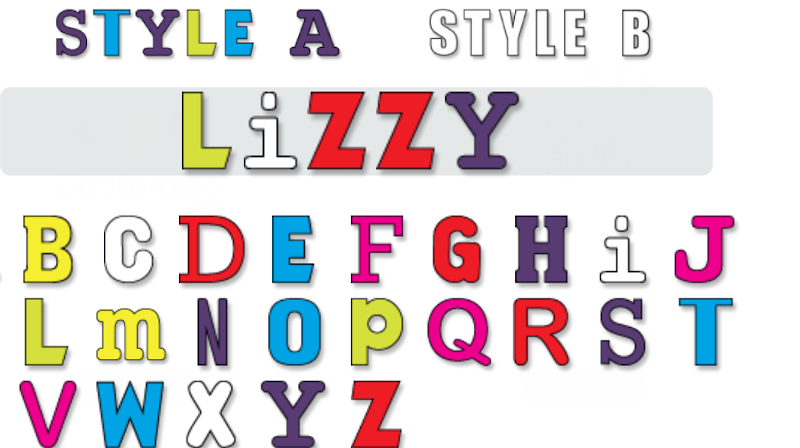 STYLE A STYLE B
LiZZY
B C D E F G H i J
L m N O P Q R S T
V W X Y Z